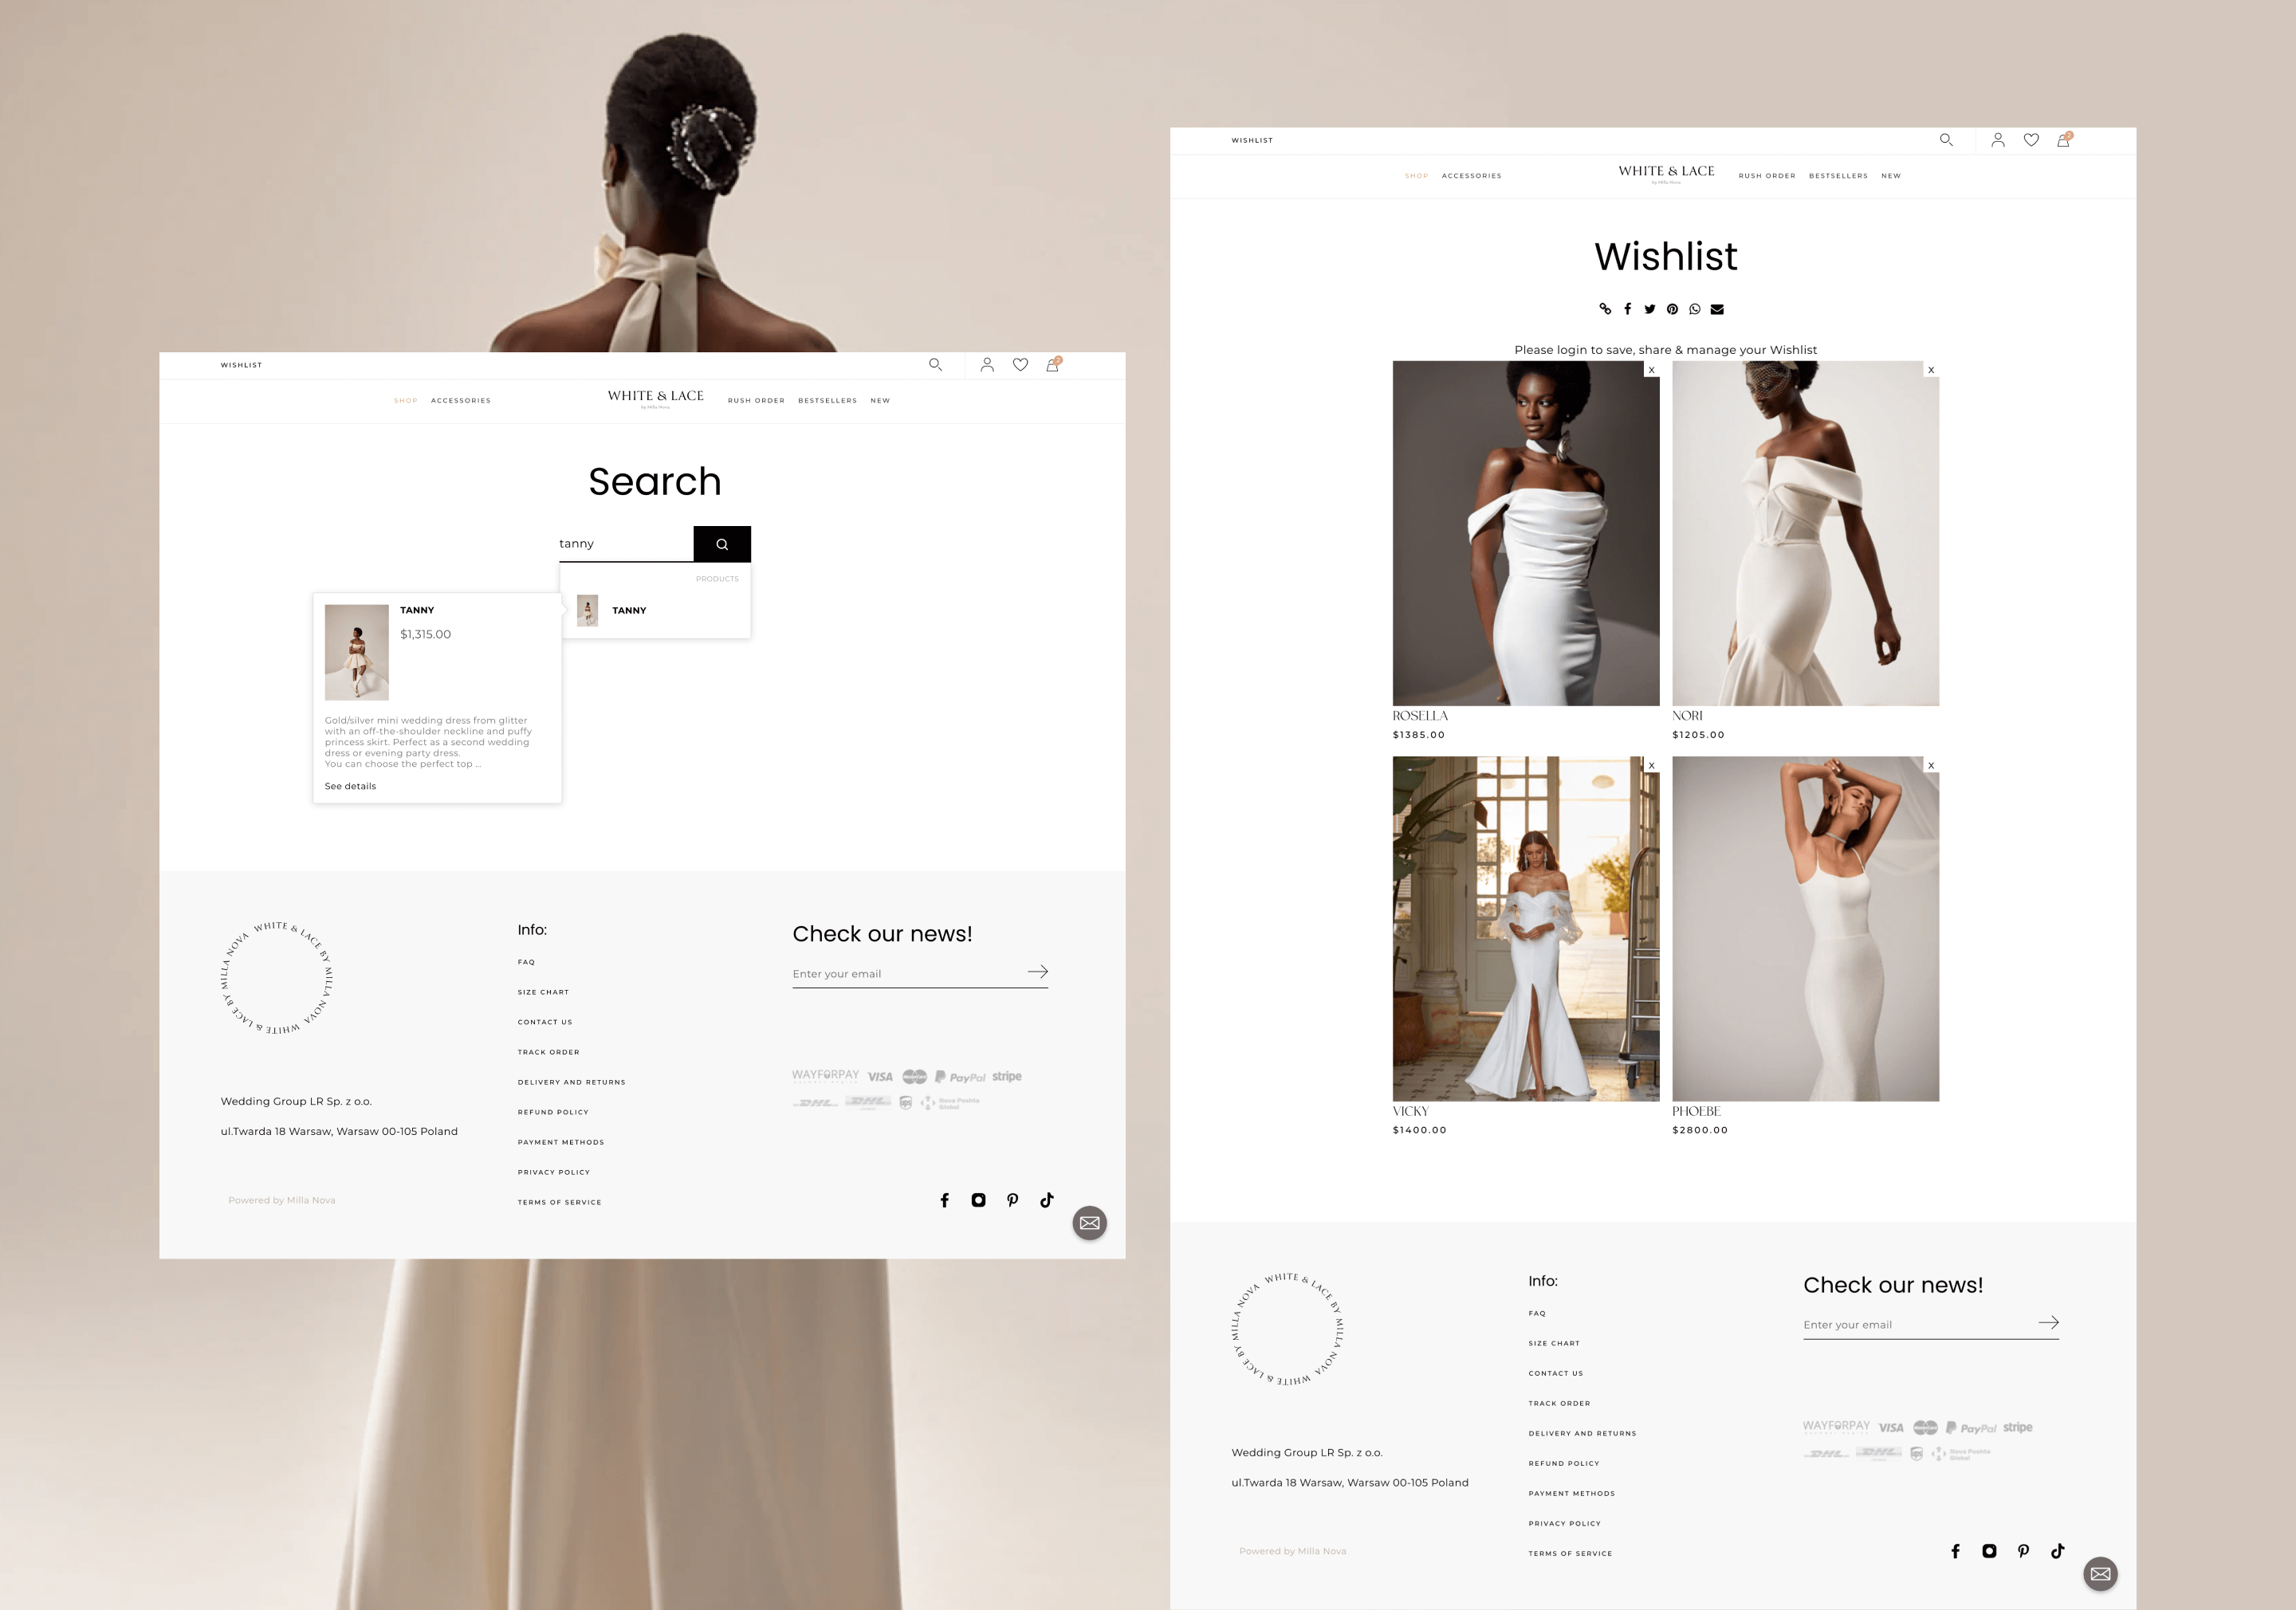 WISHLIST
2
SHOP ACCESSORIES WHITE & LACE RUSH ORDER BESTSELLERS NEW
by Milla Nova
Search
tanny
PRODUCTS
TANNY
TANNY
$1,315.00
Gold/silver mini wedding dress from glitter
with an off-the-shoulder neckline and puffy
princess skirt. Perfect as a second wedding
dress or evening party dress.
You can choose the perfect top ...
See details
WHITE & LACE BY MILLA NOVA WHITE & LACE BY MILLA NOVA
Wedding Group LR Sp. z o.o.
ul.Twarda 18 Warsaw, Warsaw 00-105 Poland
Powered by Milla Nova
Info:
FAQ
SIZE CHART
CONTACT US
TRACK ORDER
DELIVERY AND RETURNS
REFUND POLICY
PAYMENT METHODS
PRIVACY POLICY
TERMS OF SERVICE
Check our news!
Enter your email
WAYFORPAY VISA PayPal stripe
DHL DHL ups Nova Poshta
Global
WISHLIST
2
SHOP ACCESSORIES WHITE & LACE RUSH ORDER BESTSELLERS NEW
by Milla Nova
Wishlist
Please login to save, share & manage your Wishlist
X
X
ROSELLA
$1385.00
NORI
$1205.00
X
X
VICKY
$1400.00
PHOEBE
$2800.00
WHITE & LACE BY MILLA NOVA WHITE & LACE BY MILLA NOVA
Wedding Group LR Sp. z o.o.
ul.Twarda 18 Warsaw, Warsaw 00-105 Poland
Powered by Milla Nova
Info:
FAQ
SIZE CHART
CONTACT US
TRACK ORDER
DELIVERY AND RETURNS
REFUND POLICY
PAYMENT METHODS
PRIVACY POLICY
TERMS OF SERVICE
Check our news!
Enter your email
WAYFORPAY VISA PayPal stripe
DHL DHL ups Nova Poshta
Global